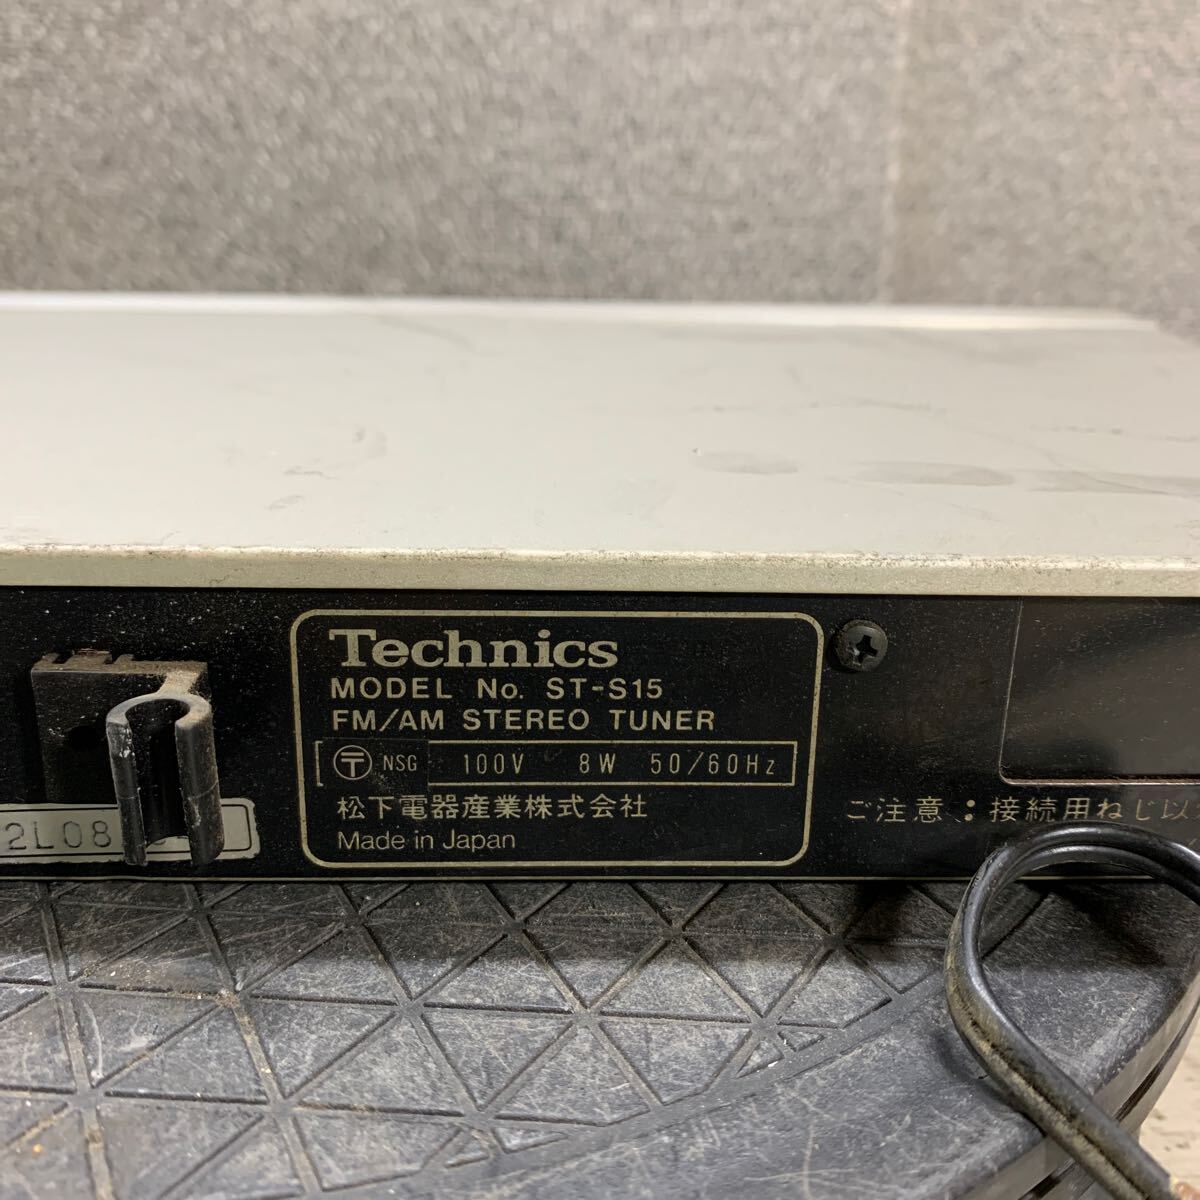 Technics
MODEL No. ST-S15
FM/AM STEREO TUNER
〒 NSG 100V 8W 50/60Hz
松下電器産業株式会社
Made in Japan
2L08
ご注意：接続用ねじ以